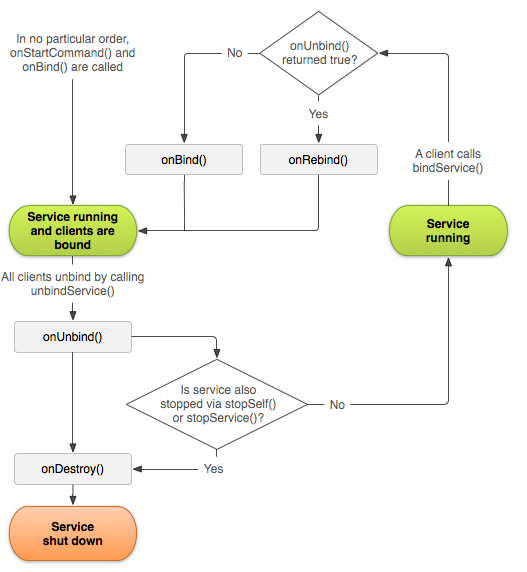 In no particular order,
onStartCommand() and
onBind() are called
No
onUnbind()
returned true?
Yes
onBind()
onRebind()
A client calls
bindService()
Service running
and clients are
bound
Service
running
All clients unbind by calling
unbindService()
onUnbind()
Is service also
stopped via stopSelf()
or stopService()?
No
onDestroy()
Yes
Service
shut down